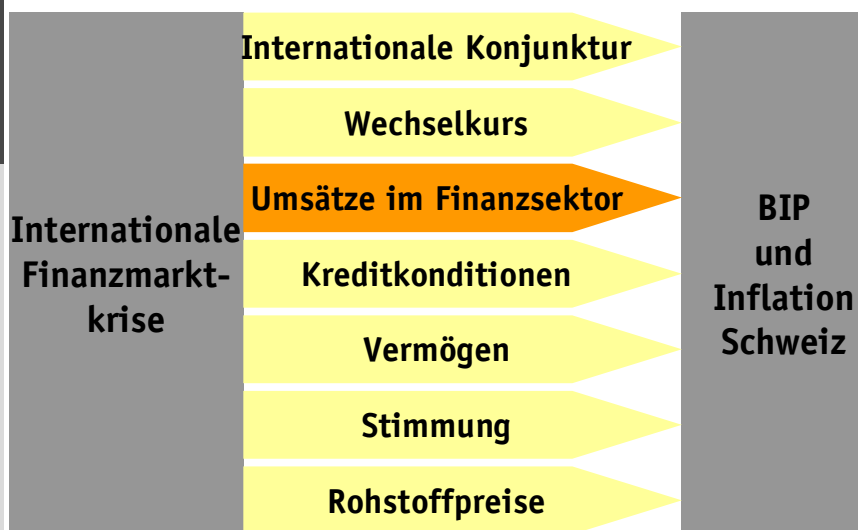 Internationale
Finanzmarkt-
krise
Internationale Konjunktur
Wechselkurs
Umsätze im Finanzsektor
Kreditkonditionen
Vermögen
Stimmung
Rohstoffpreise
BIP
und
Inflation
Schweiz